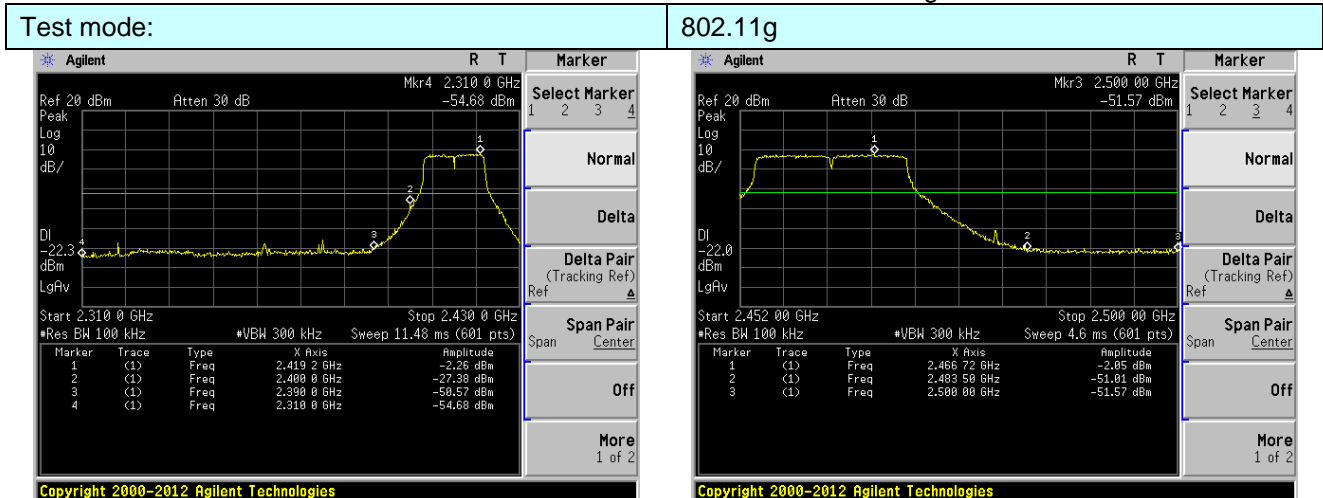 Test mode: 802.11g
Agilent R T Marker
Mkr4 2.310 0 GHz
Ref 20 dBm Atten 30 dB -54.68 dBm
Peak
Log
10
dB/
DI
-22.3
dBm
LgAv
1
2
3
4
Start 2.310 0 GHz Stop 2.430 0 GHz
#Res BW 100 kHz #VBW 300 kHz Sweep 11.48 ms (601 pts)
Marker Trace Type X Axis Amplitude
1 (1) Freq 2.419 2 GHz -2.26 dBm
2 (1) Freq 2.400 0 GHz -27.38 dBm
3 (1) Freq 2.390 0 GHz -50.57 dBm
4 (1) Freq 2.310 0 GHz -54.68 dBm
Select Marker
1 2 3 4
Normal
Delta
Delta Pair
(Tracking Ref)
Ref Δ
Span Pair
Span Center
Off
More
1 of 2
Copyright 2000-2012 Agilent Technologies
Agilent R T Marker
Mkr3 2.500 00 GHz
Ref 20 dBm Atten 30 dB -51.57 dBm
Peak
Log
10
dB/
DI
-22.0
dBm
LgAv
1
2
3
Start 2.452 00 GHz Stop 2.500 00 GHz
#Res BW 100 kHz #VBW 300 kHz Sweep 4.6 ms (601 pts)
Marker Trace Type X Axis Amplitude
1 (1) Freq 2.466 72 GHz -2.05 dBm
2 (1) Freq 2.483 50 GHz -51.01 dBm
3 (1) Freq 2.500 00 GHz -51.57 dBm
Select Marker
1 2 3 4
Normal
Delta
Delta Pair
(Tracking Ref)
Ref Δ
Span Pair
Span Center
Off
More
1 of 2
Copyright 2000-2012 Agilent Technologies